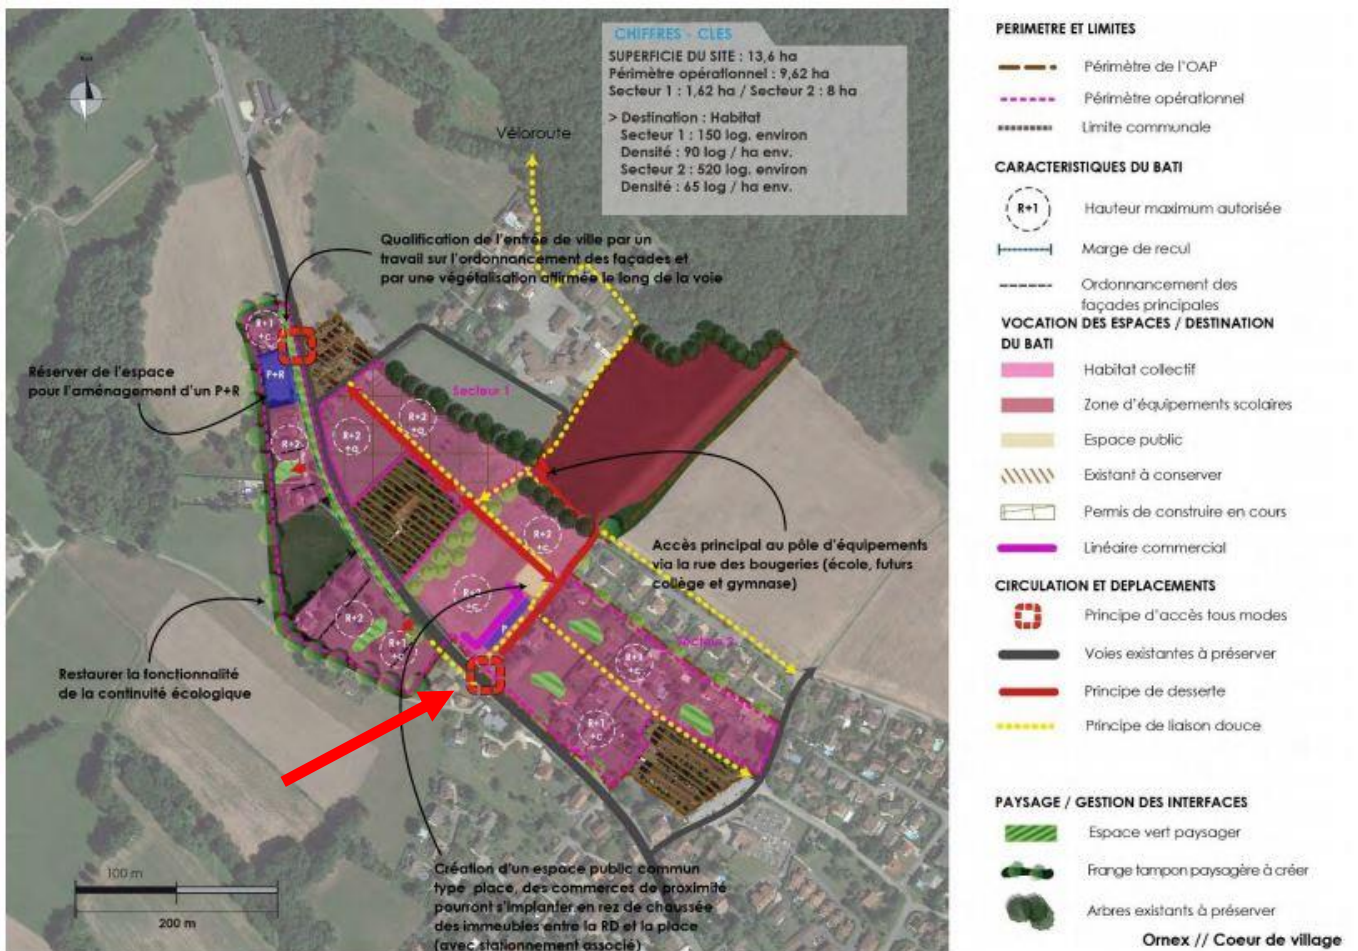 CHIFFRES - CLES
SUPERFICIE DU SITE : 13,6 ha
Périmètre opérationnel : 9,62 ha
Secteur 1 : 1,62 ha / Secteur 2 : 8 ha
> Destination : Habitat
Secteur 1 : 150 log. environ
Densité : 90 log / ha env.
Secteur 2 : 520 log. environ
Densité : 65 log / ha env.
Véloroute
Qualification de l'entrée de ville par un
travail sur l'ordonnancement des façades et
par une végétalisation affirmée le long de la voie
R+1
+c
P+R
Réserver de l'espace
pour l'aménagement d'un P+R
Secteur 1
R+2
R+2
R+2
R+2
+c
Accès principal au pôle d'équipements
via la rue des bougeries (école, futurs
collège et gymnase)
R+2
R+1
Secteur 2
R+1
+c
R+1
+c
Restaurer la fonctionnalité
de la continuité écologique
Création d'un espace public commun
type place, des commerces de proximité
pourront s'implanter en rez de chaussée
des immeubles entre la RD et la place
(avec stationnement associé)
100 m
200 m
PERIMETRE ET LIMITES
Périmètre de l'OAP
Périmètre opérationnel
Limite communale
CARACTERISTIQUES DU BATI
R+1
Hauteur maximum autorisée
Marge de recul
Ordonnancement des
façades principales
VOCATION DES ESPACES / DESTINATION
DU BATI
Habitat collectif
Zone d'équipements scolaires
Espace public
Existant à conserver
Permis de construire en cours
Linéaire commercial
CIRCULATION ET DEPLACEMENTS
Principe d'accès tous modes
Voies existantes à préserver
Principe de desserte
Principe de liaison douce
PAYSAGE / GESTION DES INTERFACES
Espace vert paysager
Frange tampon paysagère à créer
Arbres existants à préserver
Ornex // Coeur de village